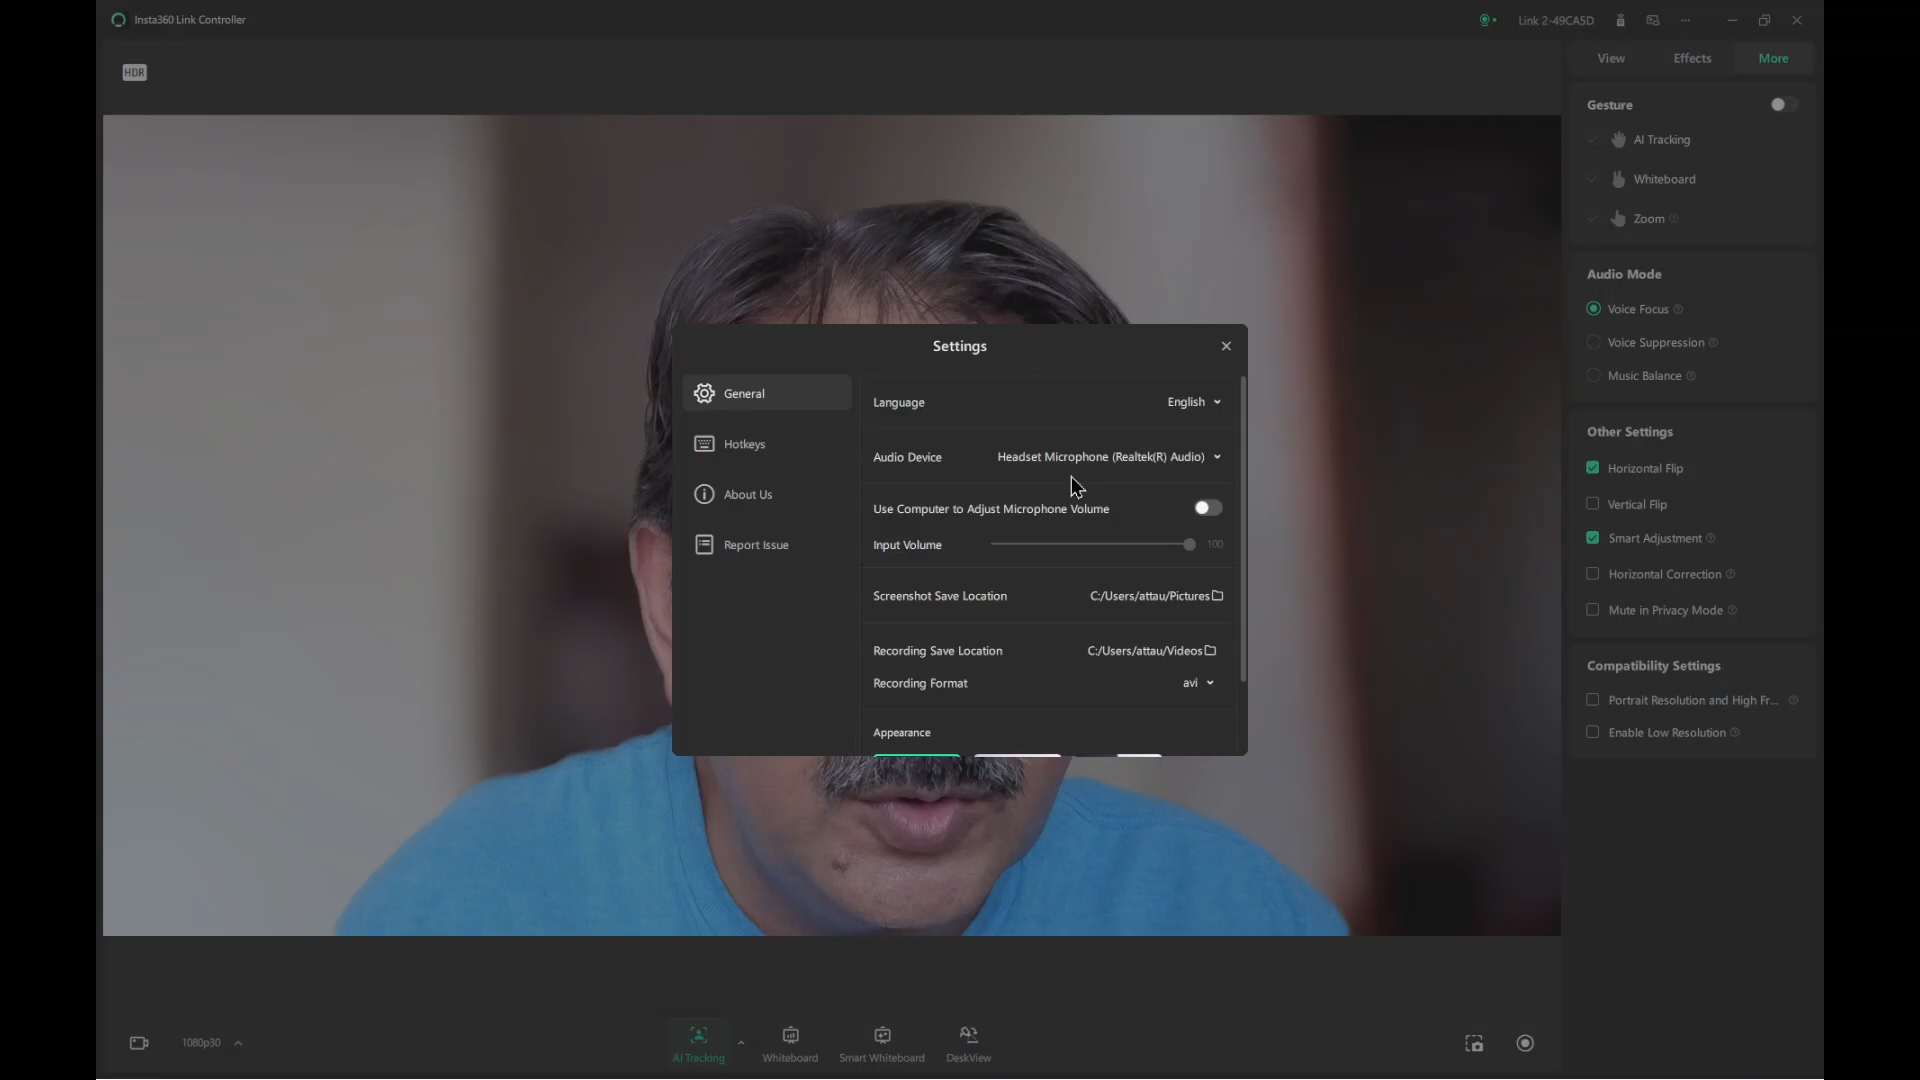 Insta360 Link Controller
Link 2-49CA5D
HDR
View
Effects
More
Gesture
AI Tracking
Whiteboard
Zoom
Audio Mode
Voice Focus
Voice Suppression
Music Balance
Other Settings
Horizontal Flip
Vertical Flip
Smart Adjustment
Horizontal Correction
Mute in Privacy Mode
Compatibility Settings
Portrait Resolution and High Fr...
Enable Low Resolution
Settings
General
Hotkeys
About Us
Report Issue
Language
English
Audio Device
Headset Microphone (Realtek(R) Audio)
Use Computer to Adjust Microphone Volume
Input Volume
100
Screenshot Save Location
C:/Users/attau/Pictures
Recording Save Location
C:/Users/attau/Videos
Recording Format
avi
Appearance
1080p30
AI Tracking
Whiteboard
Smart Whiteboard
DeskView